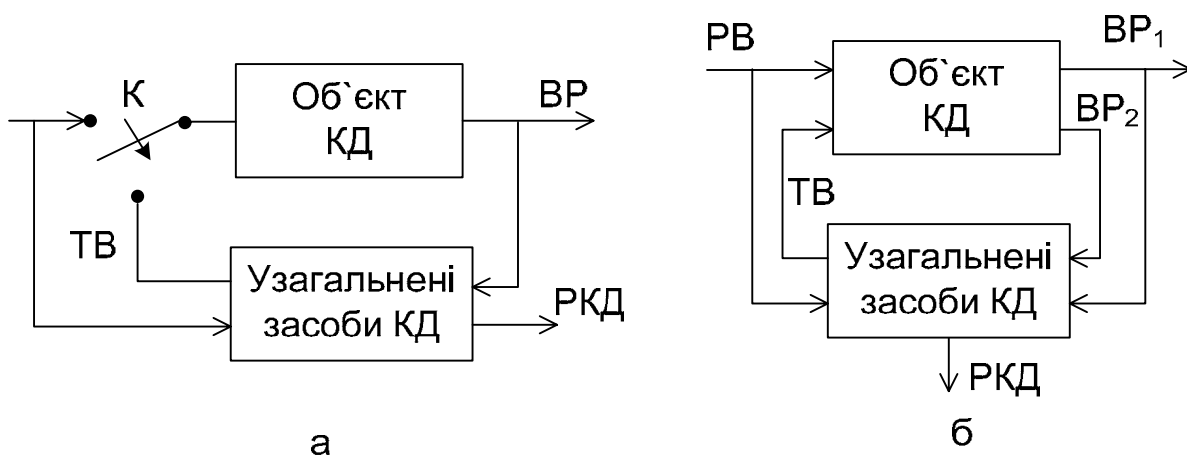 К
Об`єкт
КД
ВР
ТВ
Узагальнені
засоби КД
РКД
а
РВ
Об`єкт
КД
ВР₁
ВР₂
ТВ
Узагальнені
засоби КД
РКД
б